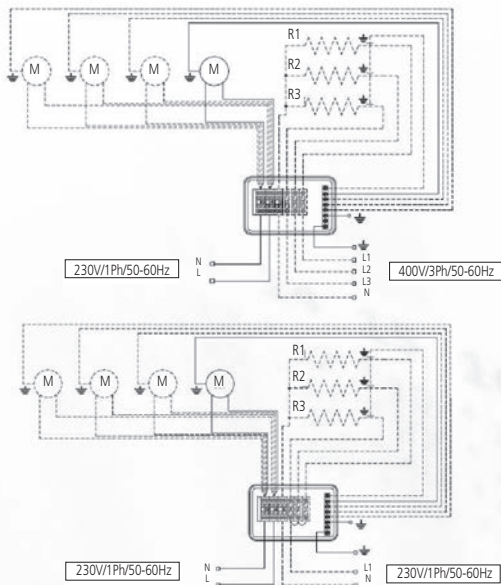 R1
M M M M
R2
R3
N
L
230V/1Ph/50-60Hz
L1
L2
L3
N
400V/3Ph/50-60Hz
R1
M M M M
R2
R3
N
L
230V/1Ph/50-60Hz
L1
N
230V/1Ph/50-60Hz